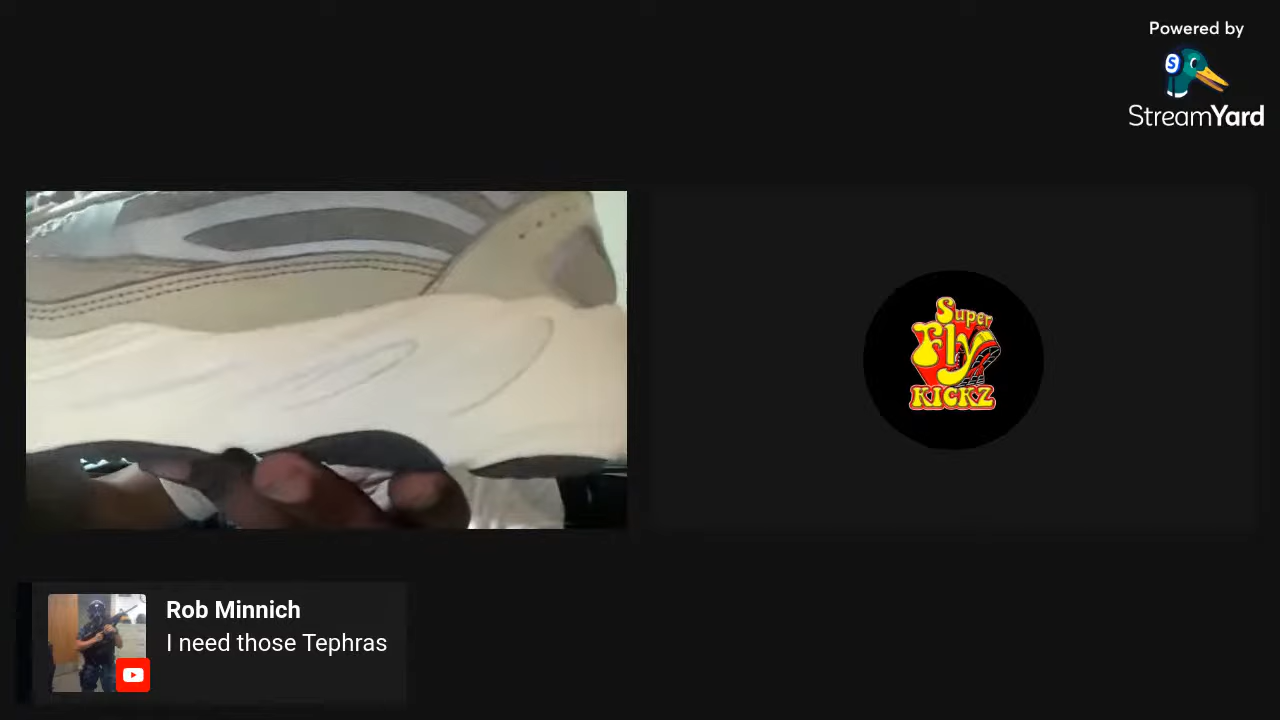 Powered by
S
StreamYard
Super
Fly
KICKZ
Rob Minnich
I need those Tephras